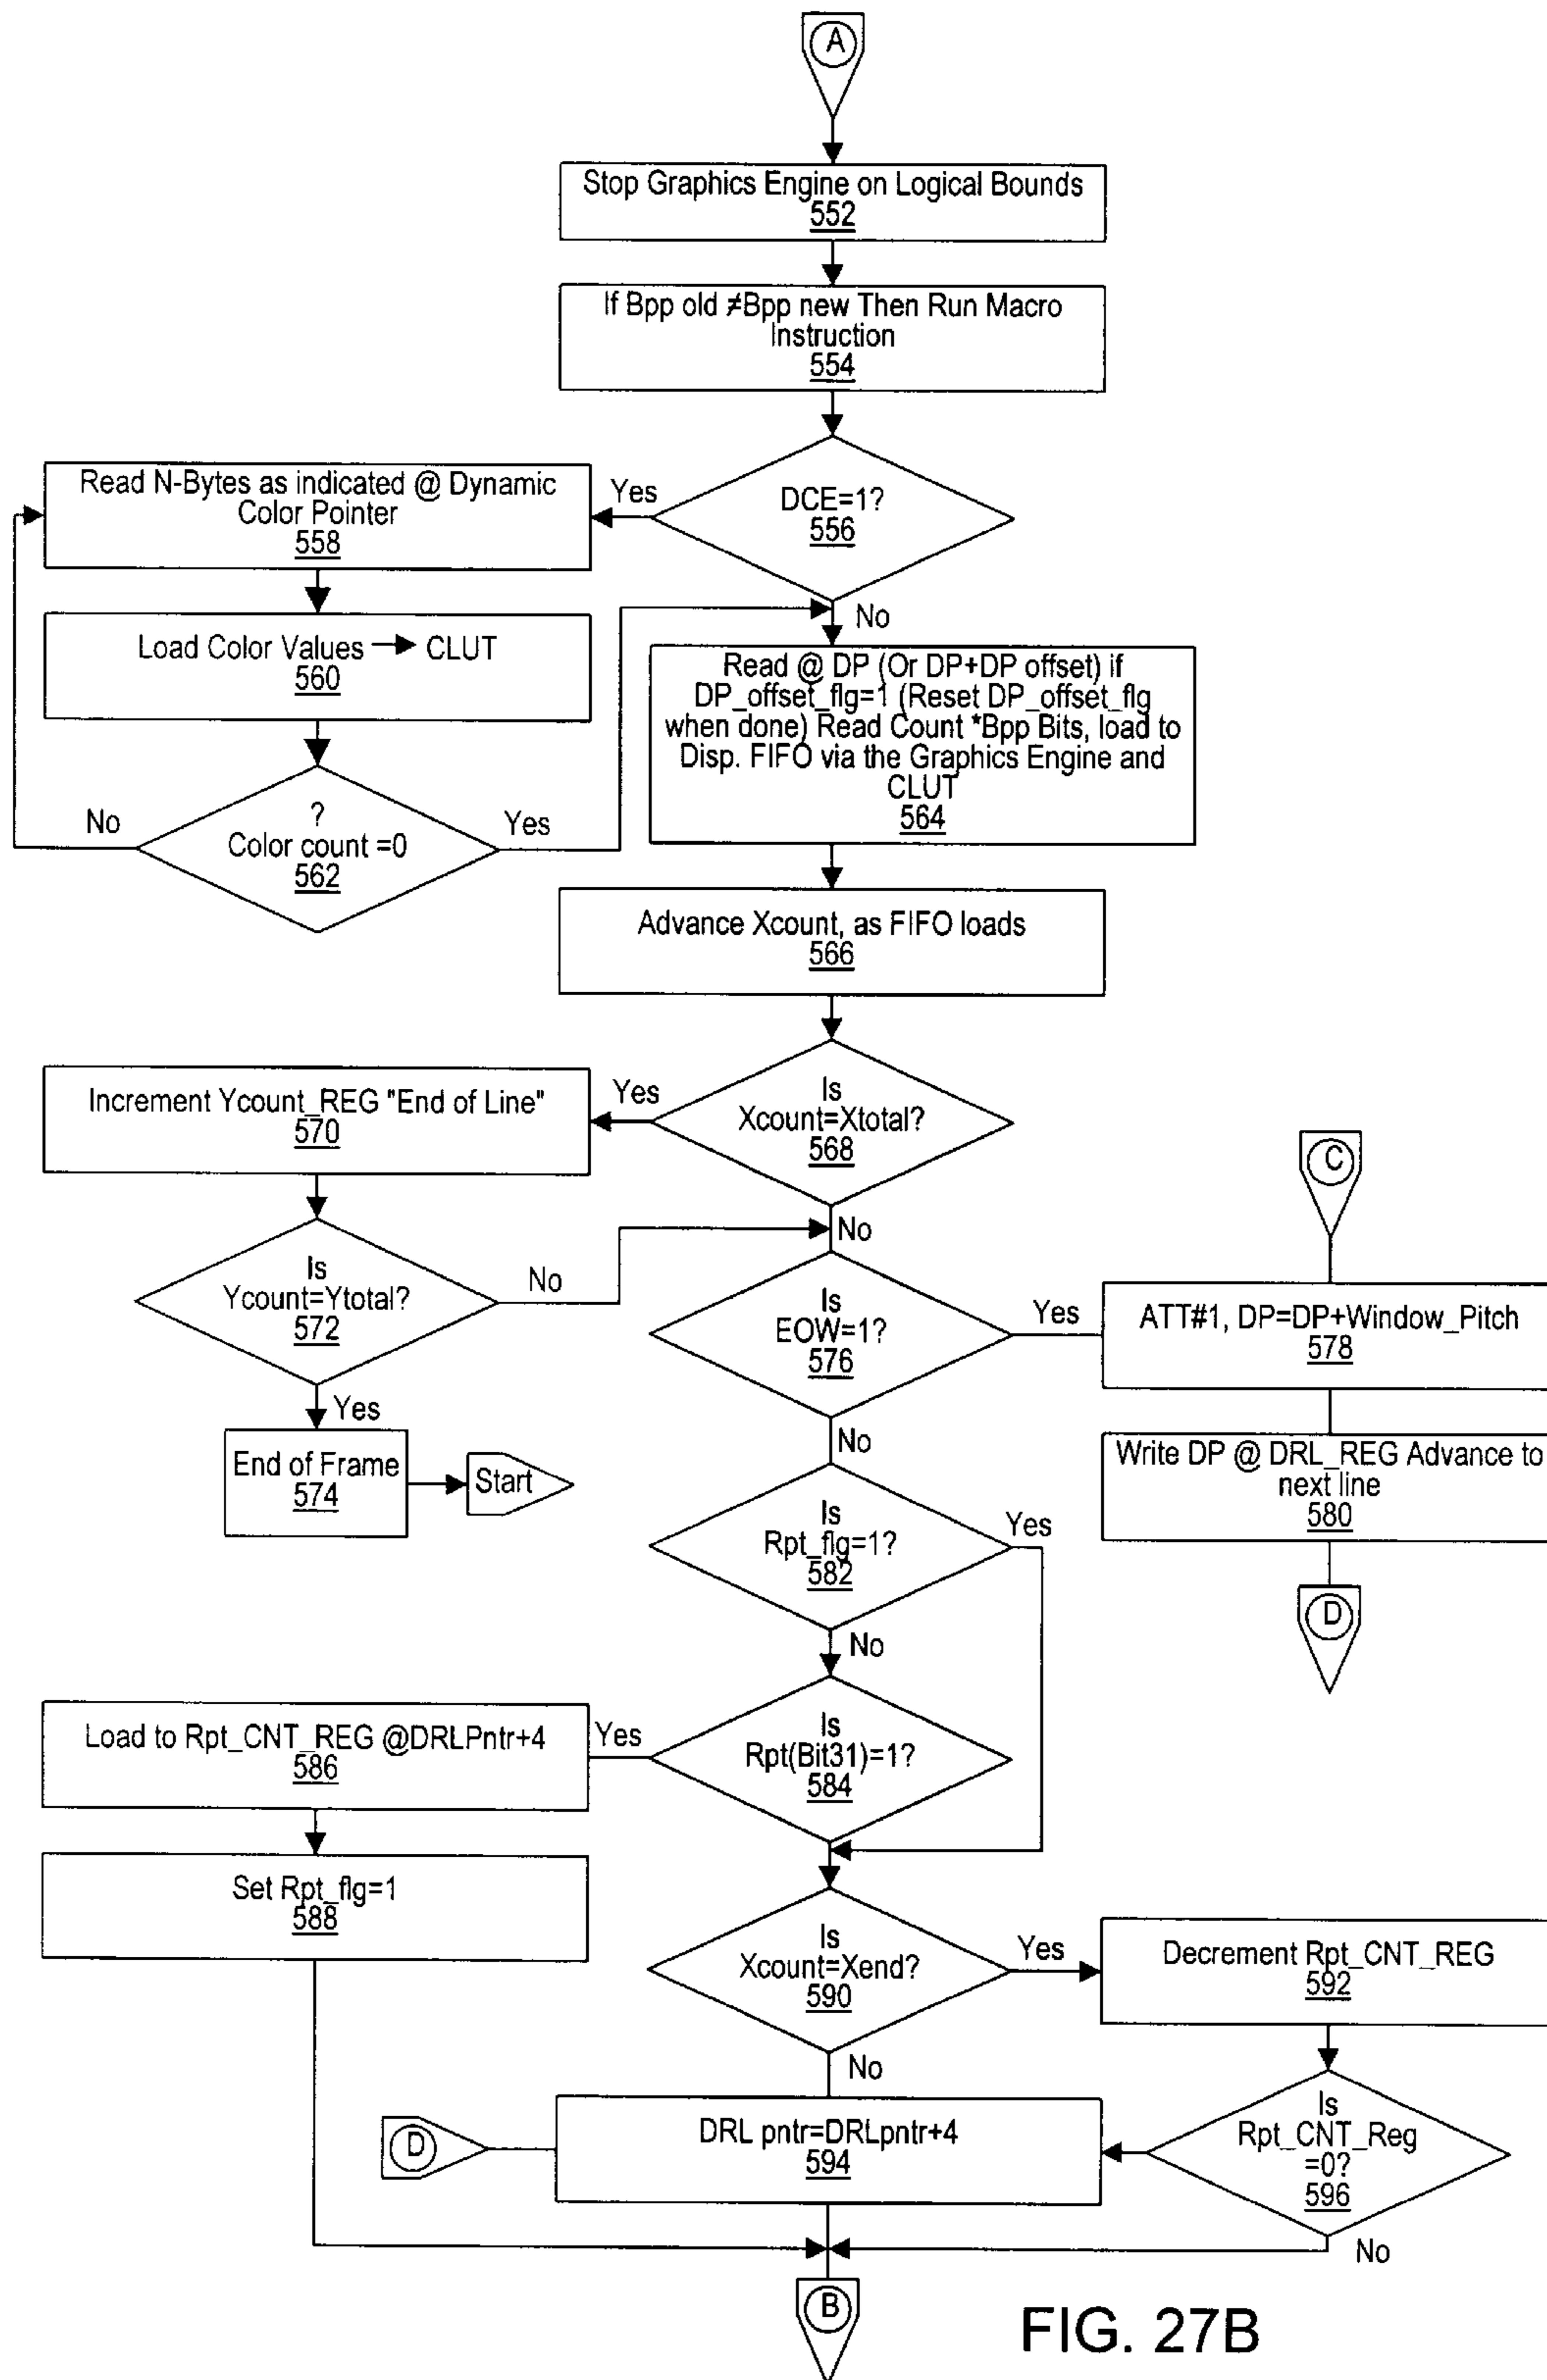 A
Stop Graphics Engine on Logical Bounds
552
If Bpp old ≠Bpp new Then Run Macro
Instruction
554
DCE=1?
556
Yes
No
Read N-Bytes as indicated @ Dynamic
Color Pointer
558
Load Color Values → CLUT
560
?
Color count =0
562
No
Yes
Read @ DP (Or DP+DP offset) if
DP_offset_flg=1 (Reset DP_offset_flg
when done) Read Count *Bpp Bits, load to
Disp. FIFO via the Graphics Engine and
CLUT
564
Advance Xcount, as FIFO loads
566
Is
Xcount=Xtotal?
568
Yes
No
Increment Ycount_REG "End of Line"
570
Is
Ycount=Ytotal?
572
No
Yes
End of Frame
574
Start
Is
EOW=1?
576
Yes
No
C
ATT#1, DP=DP+Window_Pitch
578
Write DP @ DRL_REG Advance to
next line
580
D
Is
Rpt_flg=1?
582
Yes
No
Is
Rpt(Bit31)=1?
584
Yes
Load to Rpt_CNT_REG @DRLPntr+4
586
Set Rpt_flg=1
588
Is
Xcount=Xend?
590
Yes
No
Decrement Rpt_CNT_REG
592
Is
Rpt_CNT_Reg
=0?
596
No
D
DRL pntr=DRLpntr+4
594
B
FIG. 27B